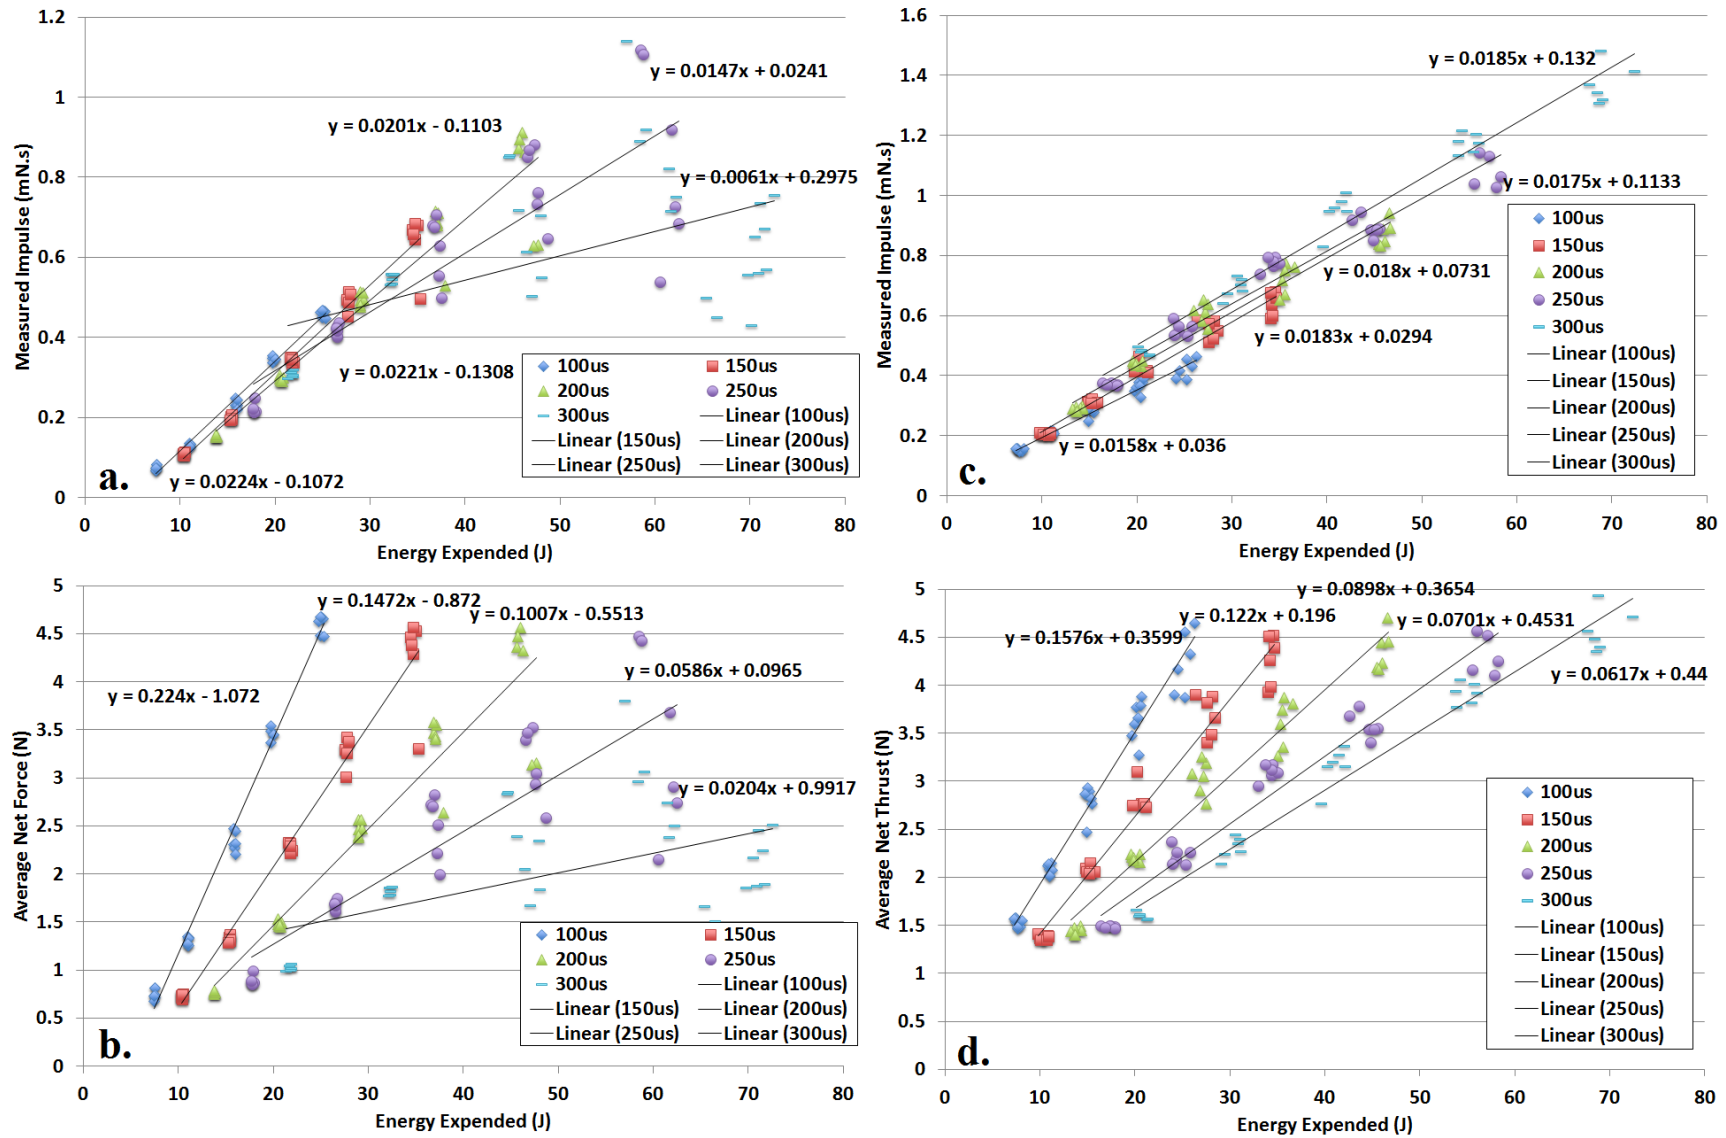 1.2
1
0.8
0.6
0.4
0.2
0
Measured Impulse (mN.s)
y = 0.0147x + 0.0241
y = 0.0201x - 0.1103
y = 0.0061x + 0.2975
y = 0.0221x - 0.1308
y = 0.0224x - 0.1072
100us 150us
200us 250us
300us Linear (100us)
Linear (150us) Linear (200us)
Linear (250us) Linear (300us)
a.
0 10 20 30 40 50 60 70 80
Energy Expended (J)
1.6
1.4
1.2
1
0.8
0.6
0.4
0.2
0
Measured Impulse (mN.s)
y = 0.0185x + 0.132
y = 0.0175x + 0.1133
y = 0.018x + 0.0731
y = 0.0183x + 0.0294
y = 0.0158x + 0.036
100us
150us
200us
250us
300us
Linear (100us)
Linear (150us)
Linear (200us)
Linear (250us)
Linear (300us)
c.
0 10 20 30 40 50 60 70 80
Energy Expended (J)
5
4.5
4
3.5
3
2.5
2
1.5
1
0.5
0
Average Net Force (N)
y = 0.1472x - 0.872
y = 0.1007x - 0.5513
y = 0.0586x + 0.0965
y = 0.224x - 1.072
y = 0.0204x + 0.9917
100us 150us
200us 250us
300us Linear (100us)
Linear (150us) Linear (200us)
Linear (250us) Linear (300us)
b.
0 10 20 30 40 50 60 70 80
Energy Expended (J)
5
4.5
4
3.5
3
2.5
2
1.5
1
0.5
0
Average Net Thrust (N)
y = 0.0898x + 0.3654
y = 0.122x + 0.196
y = 0.0701x + 0.4531
y = 0.1576x + 0.3599
y = 0.0617x + 0.44
100us
150us
200us
250us
300us
Linear (100us)
Linear (150us)
Linear (200us)
Linear (250us)
Linear (300us)
d.
0 10 20 30 40 50 60 70 80
Energy Expended (J)